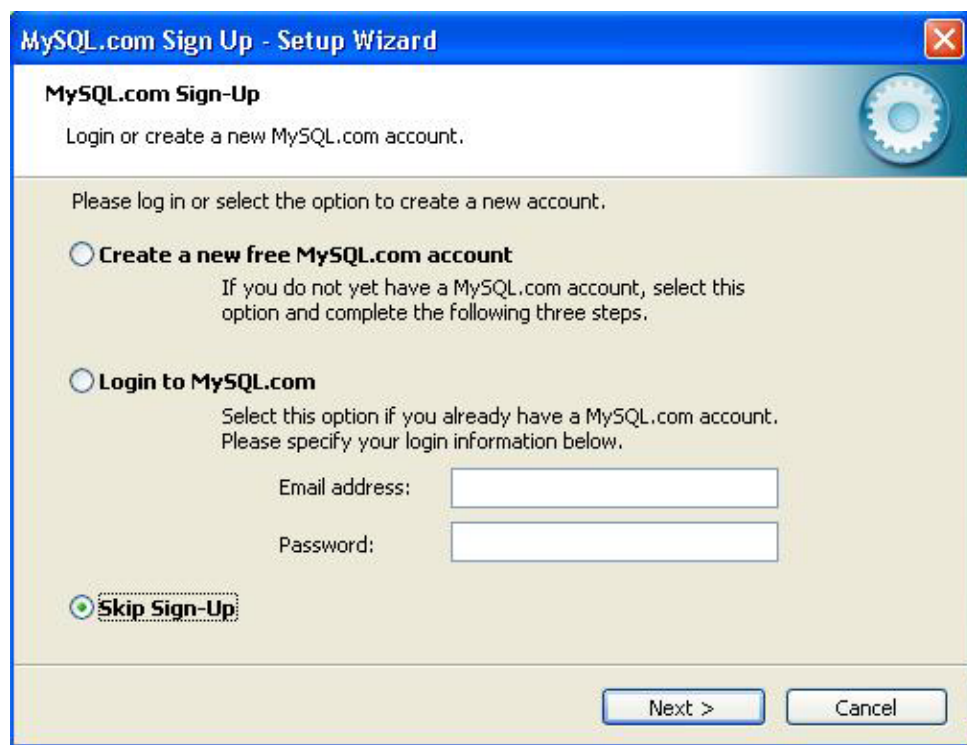 MySQL.com Sign Up - Setup Wizard
MySQL.com Sign-Up
Login or create a new MySQL.com account.
Please log in or select the option to create a new account.
Create a new free MySQL.com account
If you do not yet have a MySQL.com account, select this
option and complete the following three steps.
Login to MySQL.com
Select this option if you already have a MySQL.com account.
Please specify your login information below.
Email address:
Password:
Skip Sign-Up
Next >
Cancel